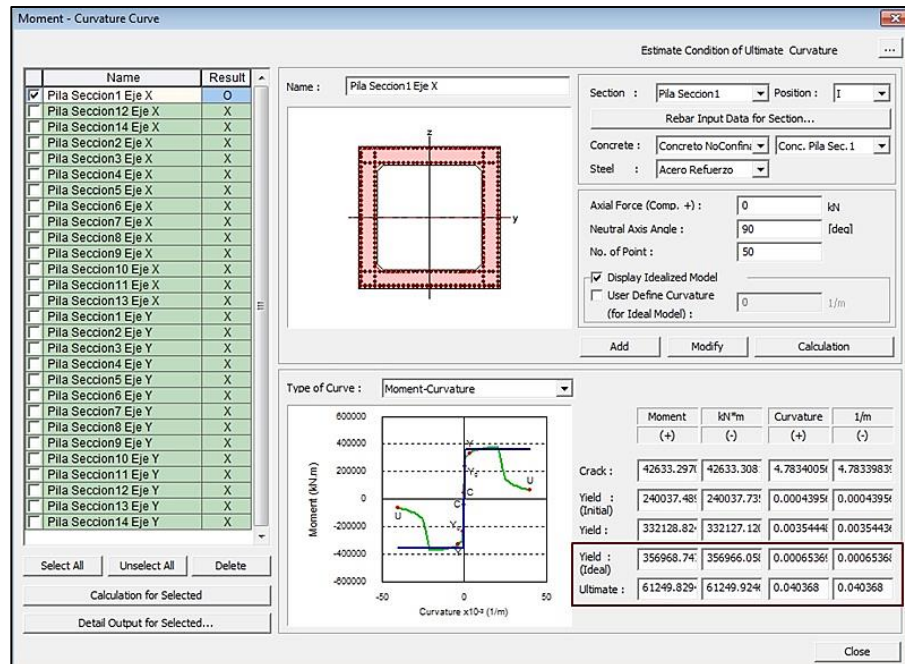 Moment - Curvature Curve
Estimate Condition of Ultimate Curvature ...
Name Result
Pila Seccion1 Eje X O
Pila Seccion12 Eje X X
Pila Seccion14 Eje X X
Pila Seccion2 Eje X X
Pila Seccion3 Eje X X
Pila Seccion4 Eje X X
Pila Seccion5 Eje X X
Pila Seccion6 Eje X X
Pila Seccion7 Eje X X
Pila Seccion8 Eje X X
Pila Seccion9 Eje X X
Pila Seccion10 Eje X X
Pila Seccion11 Eje X X
Pila Seccion13 Eje X X
Pila Seccion1 Eje Y X
Pila Seccion2 Eje Y X
Pila Seccion3 Eje Y X
Pila Seccion4 Eje Y X
Pila Seccion5 Eje Y X
Pila Seccion6 Eje Y X
Pila Seccion7 Eje Y X
Pila Seccion8 Eje Y X
Pila Seccion9 Eje Y X
Pila Seccion10 Eje Y X
Pila Seccion11 Eje Y X
Pila Seccion12 Eje Y X
Pila Seccion13 Eje Y X
Pila Seccion14 Eje Y X
Select All Unselect All Delete
Calculation for Selected
Detail Output for Selected...
Name : Pila Seccion1 Eje X
z
y
Section : Pila Seccion1 Position : I
Rebar Input Data for Section...
Concrete : Concreto NoConfina Conc. Pila Sec.1
Steel : Acero Refuerzo
Axial Force (Comp. +) : 0 kN
Neutral Axis Angle : 90 [deg]
No. of Point : 50
Display Idealized Model
User Define Curvature
(for Ideal Model) : 0 1/m
Add Modify Calculation
Type of Curve : Moment-Curvature
Moment (kN.m)
600000
400000
200000
0
-200000
-400000
-600000
-50 0 50
Curvature x10⁻³ (1/m)
Y
Y
C
U
C
U
Y
Moment kN*m Curvature 1/m
(+) (-) (+) (-)
Crack : 42633.297 42633.308 4.783400 4.783398
Yield : (Initial) 240037.48 240037.73 0.0004395 0.0004395
Yield : 332128.82 332127.12 0.0035444 0.0035443
Yield : (Ideal) 356968.74 356966.05 0.0006536 0.0006536
Ultimate : 61249.829 61249.924 0.040368 0.040368
Close